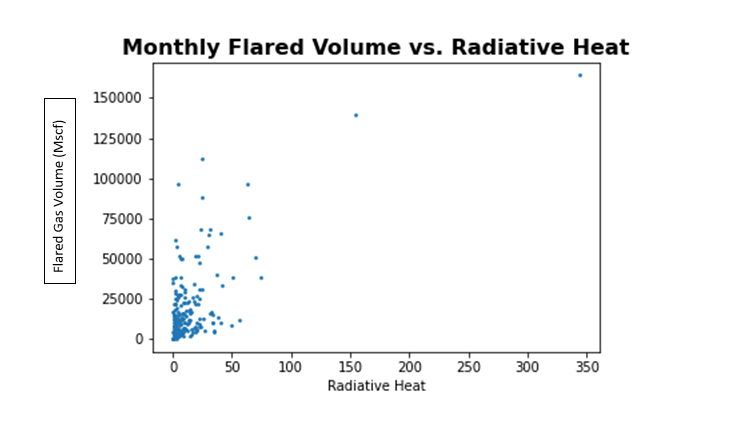 Monthly Flared Volume vs. Radiative Heat
Flared Gas Volume (Mscf)
150000
125000
100000
75000
50000
25000
0
0 50 100 150 200 250 300 350
Radiative Heat